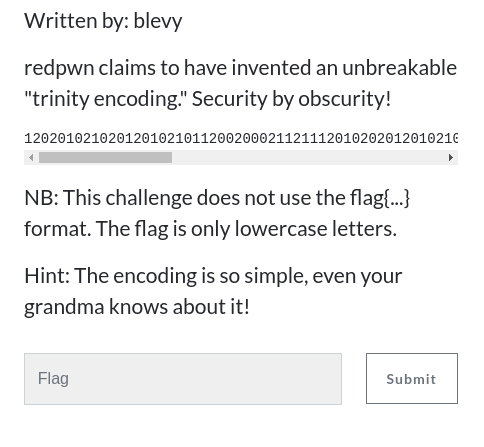 Written by: blevy
redpwn claims to have invented an unbreakable
"trinity encoding." Security by obscurity!
1202010210201201021011200200021121112010202012010210
NB: This challenge does not use the flag{...}
format. The flag is only lowercase letters.
Hint: The encoding is so simple, even your
grandma knows about it!
Flag
Submit